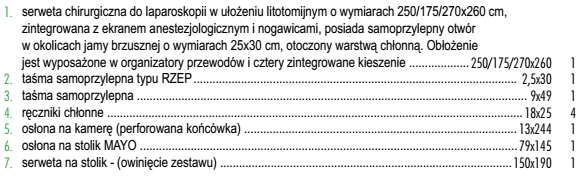 1. serweta chirurgiczna do laparoskopii w ułożeniu litotomijnym o wymiarach 250/175/270x260 cm,
zintegrowana z ekranem anestezjologicznym i nogawicami, posiada samoprzylepny otwór
w okolicach jamy brzusznej o wymiarach 25x30 cm, otoczony warstwą chłonną. Obłożenie
jest wyposażone w organizatory przewodów i cztery zintegrowane kieszenie ................... 250/175/270x260 1
2. taśma samoprzylepna typu RZEP ................... 2,5x30 1
3. taśma samoprzylepna ................... 9x49 1
4. ręczniki chłonne ................... 18x25 4
5. osłona na kamerę (perforowana końcówka) ................... 13x244 1
6. osłona na stolik MAYO ................... 79x145 1
7. serweta na stolik - (owinięcie zestawu) ................... 150x190 1